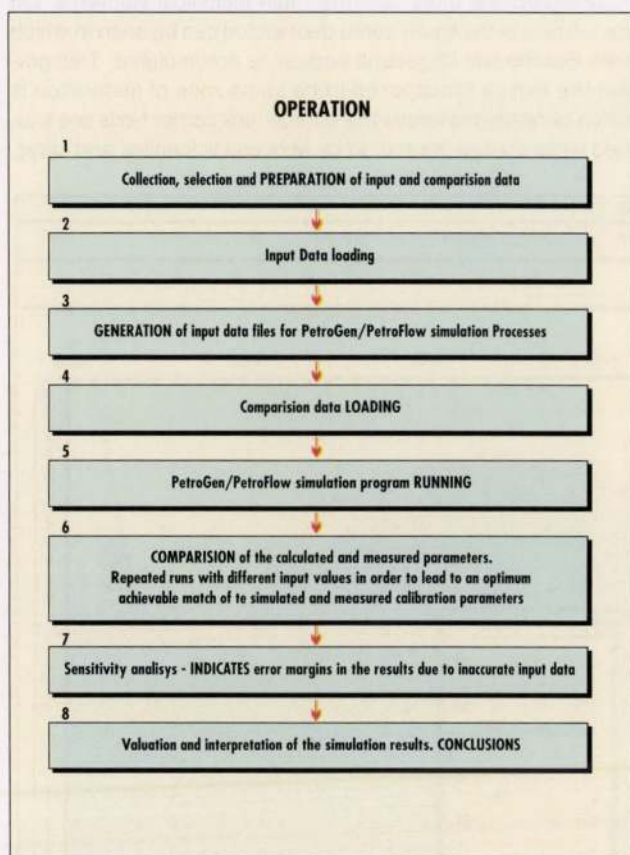 OPERATION
1
Collection, selection and PREPARATION of input and comparision data
2
Input Data loading
3
GENERATION of input data files for PetroGen/PetroFlow simulation Processes
4
Comparision data LOADING
5
PetroGen/PetroFlow simulation program RUNNING
6
COMPARISION of the calculated and measured parameters.
Repeated runs with different input values in order to lead to an optimum
achievable match of te simulated and measured calibration parameters
7
Sensitivity analisys - INDICATES error margins in the results due to inaccurate input data
8
Valuation and interpretation of the simulation results. CONCLUSIONS